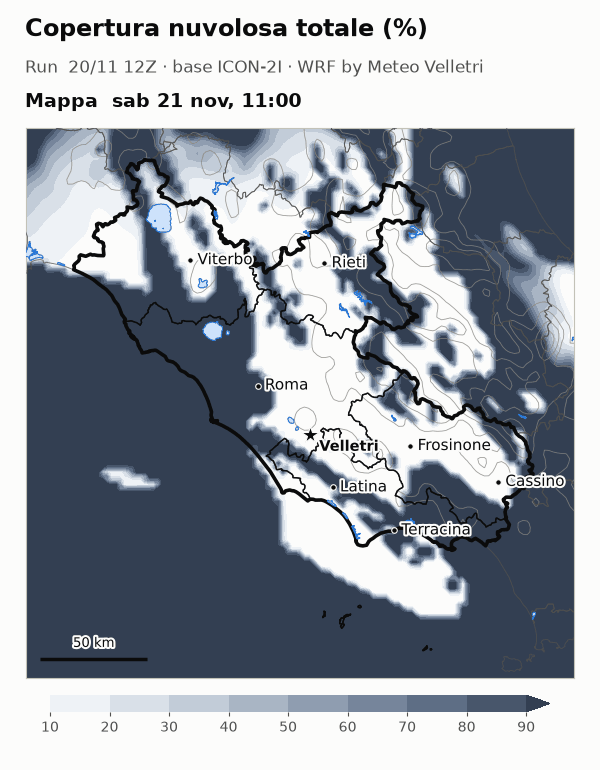 Copertura nuvolosa totale (%)
Run  20/11 12Z · base ICON-2I · WRF by Meteo Velletri
Mappa  sab 21 nov, 11:00
Viterbo
Rieti
Roma
Velletri
Frosinone
Latina
Cassino
Terracina
50 km
10 20 30 40 50 60 70 80 90